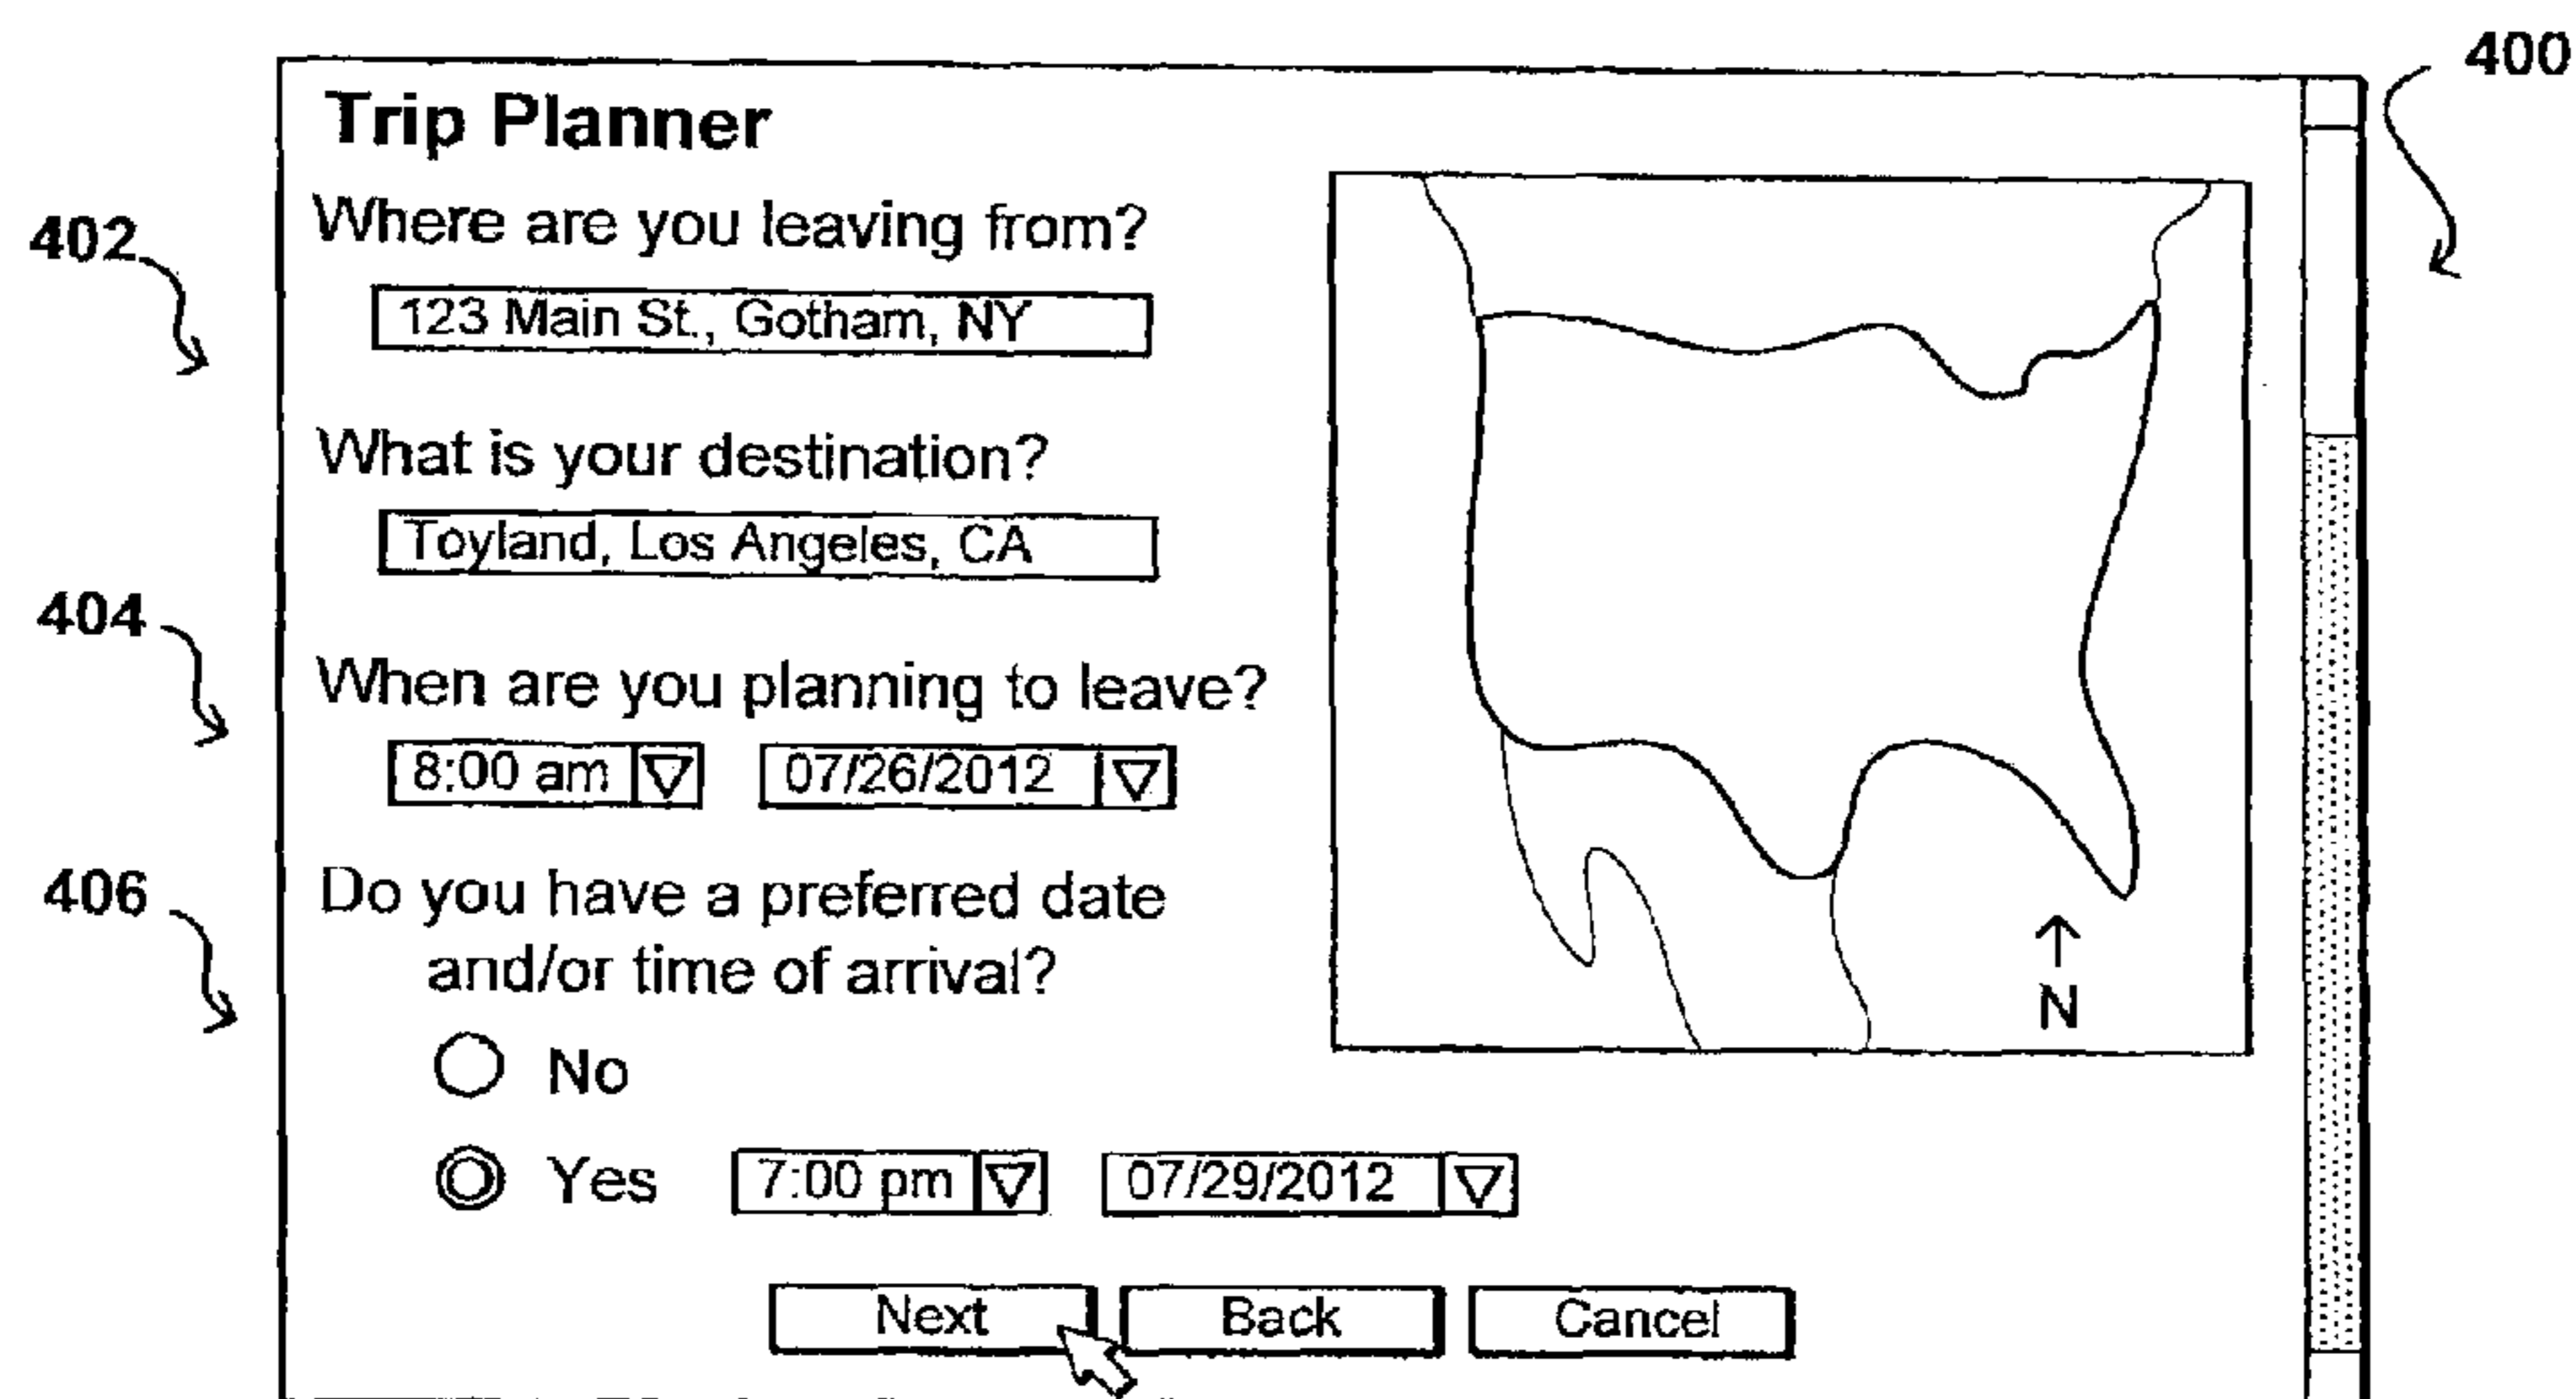 400
Trip Planner
402
Where are you leaving from?
123 Main St., Gotham, NY
What is your destination?
Toyland, Los Angeles, CA
404
When are you planning to leave?
8:00 am 07/26/2012
406
Do you have a preferred date
and/or time of arrival?
No
Yes 7:00 pm 07/29/2012
N
Next Back Cancel